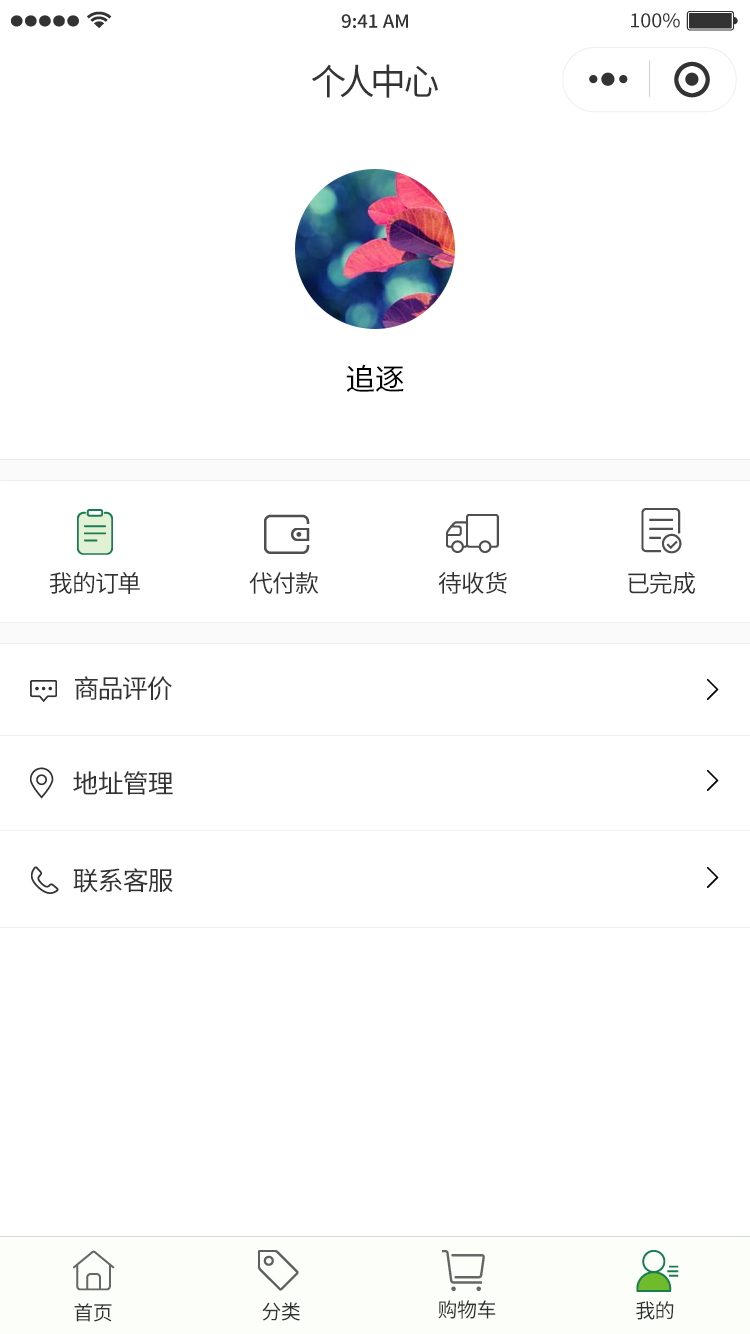 9:41 AM 100%
个人中心
追逐
我的订单 代付款 待收货 已完成
商品评价
地址管理
联系客服
首页 分类 购物车 我的